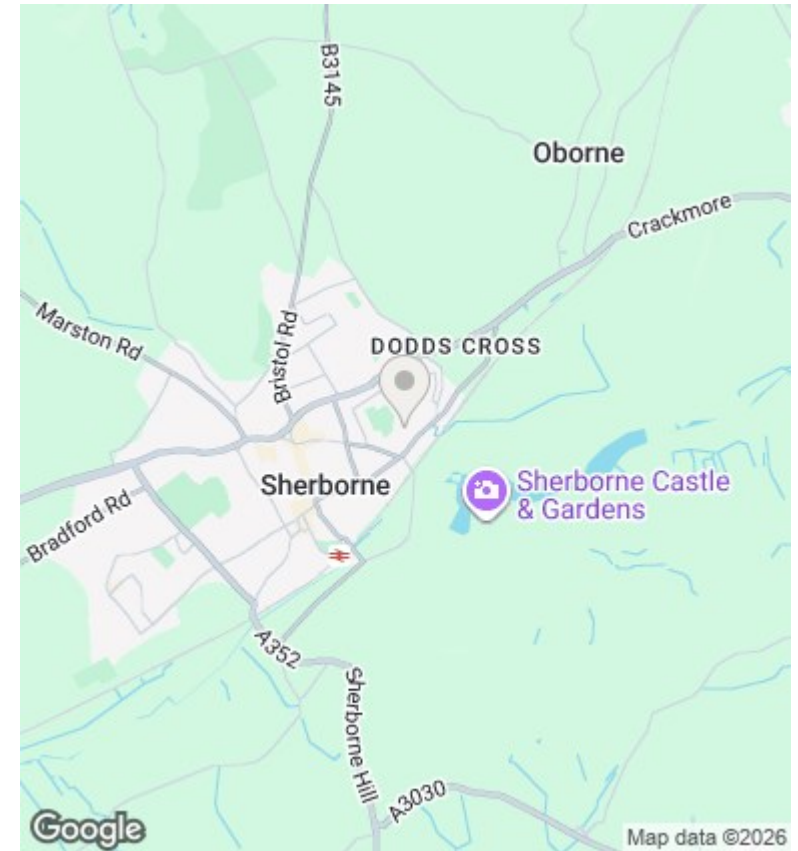 B3145
Oborne
Crackmore
Marston Rd
Bristol Rd
DODDS CROSS
Sherborne
Sherborne Castle
& Gardens
Bradford Rd
A352
Sherborne Hill
A3030
Google
Map data ©2026